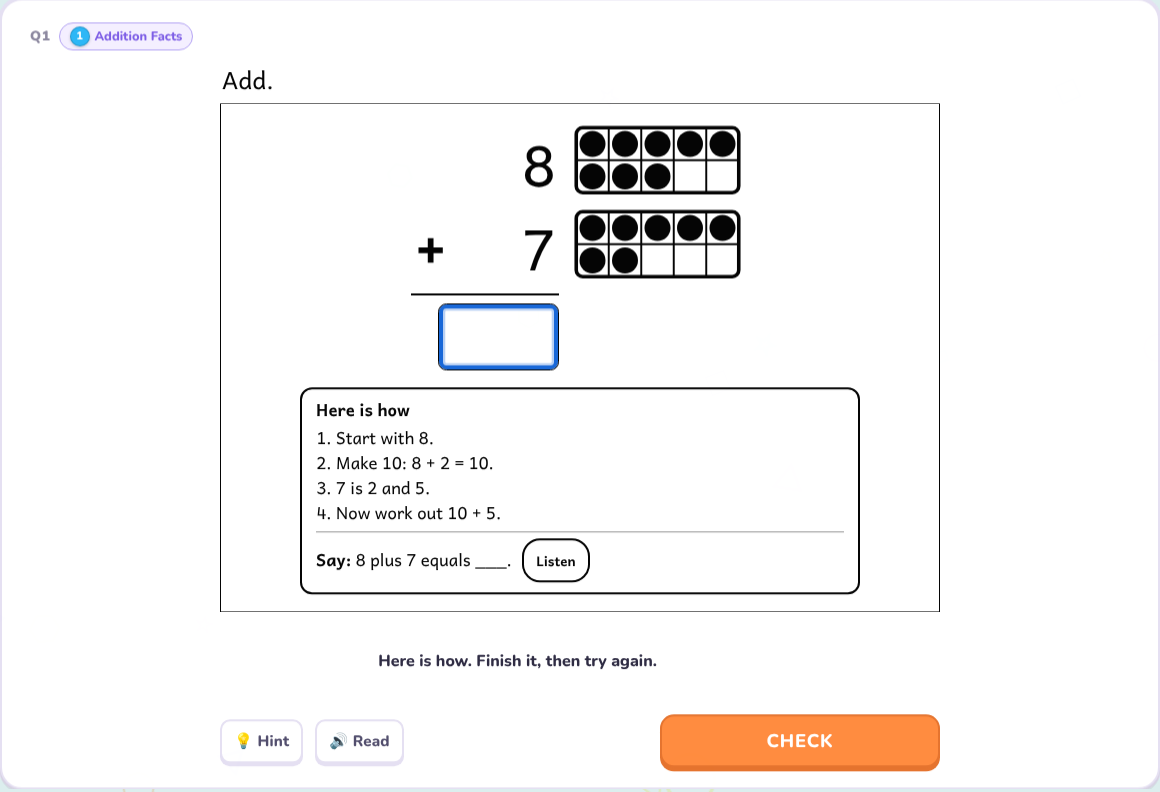 Q1 1 Addition Facts
Add.
8
+ 7
Here is how
1. Start with 8.
2. Make 10: 8 + 2 = 10.
3. 7 is 2 and 5.
4. Now work out 10 + 5.
Say: 8 plus 7 equals ____. Listen
Here is how. Finish it, then try again.
💡 Hint 🔊 Read CHECK